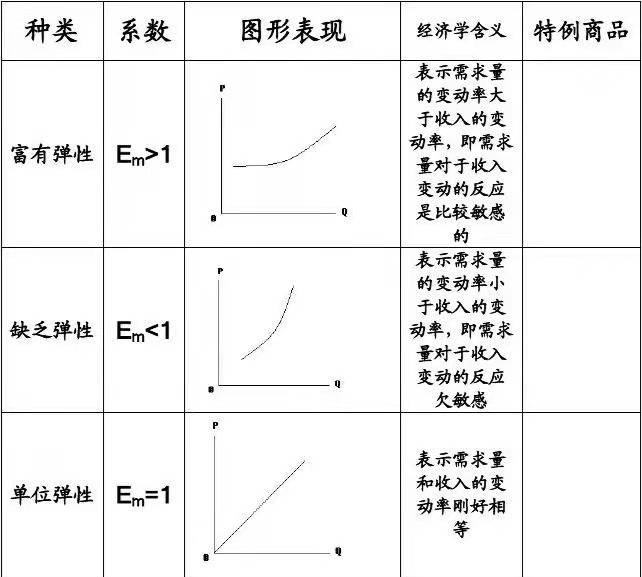 种类
系数
图形表现
经济学含义
特例商品
富有弹性
Em>1
P
0
Q
表示需求量
的变动率大
于收入的变
动率，即需求
量对于收入
变动的反应
是比较敏感
的
缺乏弹性
Em<1
P
0
Q
表示需求量
的变动率小
于收入的变
动率，即需求
量对于收入
变动的反应
欠敏感
单位弹性
Em=1
P
0
Q
表示需求量
和收入的变
动率刚好相
等